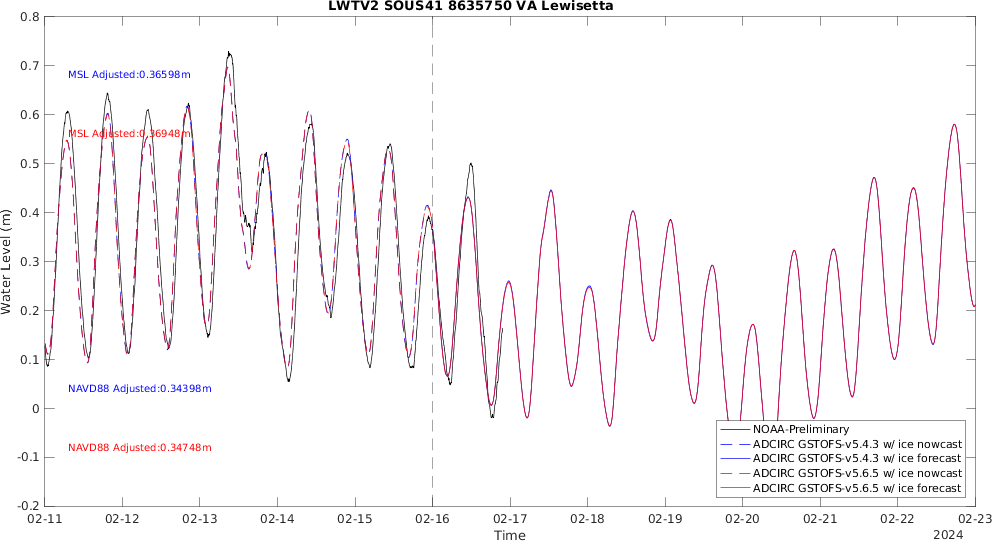 LWTV2 SOUS41 8635750 VA Lewisetta
0.8
0.7
0.6
0.5
0.4
0.3
0.2
0.1
0
-0.1
-0.2
Water Level (m)
MSL Adjusted:0.36598m
MSL Adjusted:0.36948m
NAVD88 Adjusted:0.34398m
NAVD88 Adjusted:0.34748m
NOAA-Preliminary
ADCIRC GSTOFS-v5.4.3 w/ ice nowcast
ADCIRC GSTOFS-v5.4.3 w/ ice forecast
ADCIRC GSTOFS-v5.6.5 w/ ice nowcast
ADCIRC GSTOFS-v5.6.5 w/ ice forecast
02-11 02-12 02-13 02-14 02-15 02-16 02-17 02-18 02-19 02-20 02-21 02-22 02-23
Time
2024